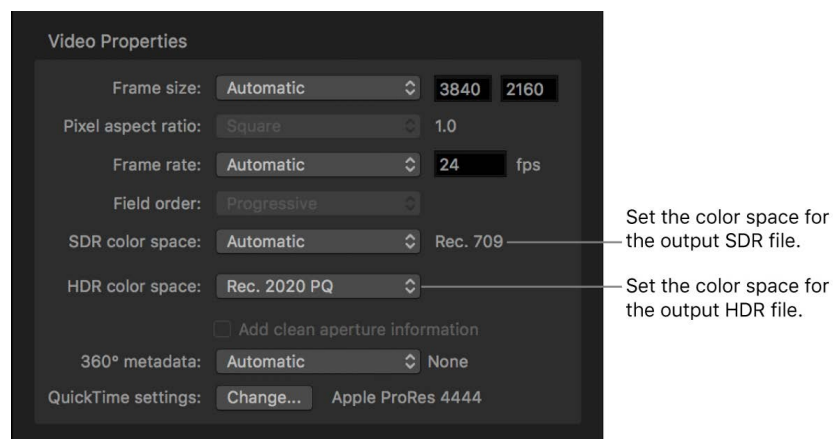 Video Properties
Frame size: Automatic 3840 2160
Pixel aspect ratio: Square 1.0
Frame rate: Automatic 24 fps
Field order: Progressive
SDR color space: Automatic Rec. 709
Set the color space for
the output SDR file.
HDR color space: Rec. 2020 PQ
Set the color space for
the output HDR file.
Add clean aperture information
360° metadata: Automatic None
QuickTime settings: Change... Apple ProRes 4444